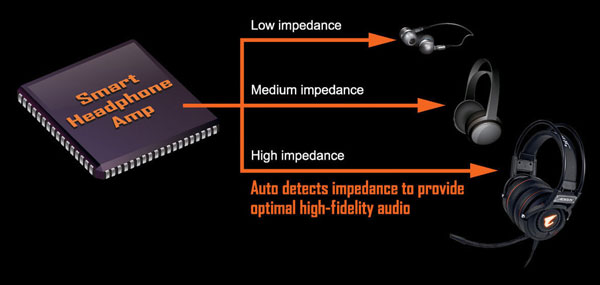 Smart
Headphone
Amp
Low impedance
Medium impedance
High impedance
Auto detects impedance to provide
optimal high-fidelity audio